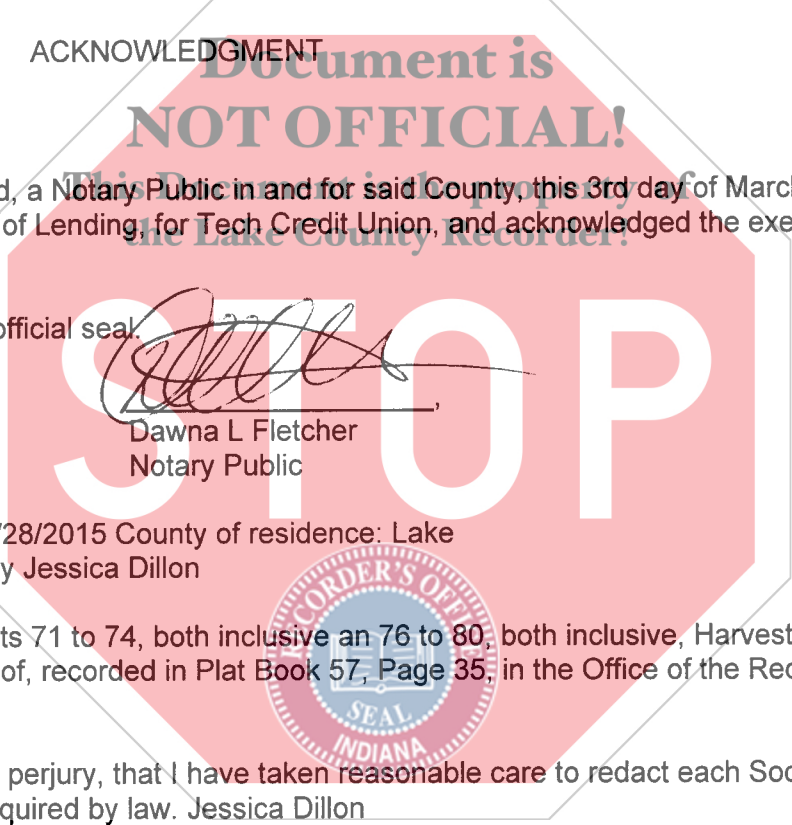 ACKNOWLEDGMENT
Document is
NOT OFFICIAL!
This Document is the property of
the Lake County Recorder!
d, a Notary Public in and for said County, this 3rd day of March
of Lending, for Tech Credit Union, and acknowledged the exe
STOP
official seal.
,
Dawna L Fletcher
Notary Public
/28/2015 County of residence: Lake
y Jessica Dillon
RECORDER'S OFFICE
SEAL
INDIANA
ts 71 to 74, both inclusive an 76 to 80, both inclusive, Harvest
of, recorded in Plat Book 57, Page 35, in the Office of the Rec
perjury, that I have taken reasonable care to redact each Soc
quired by law. Jessica Dillon